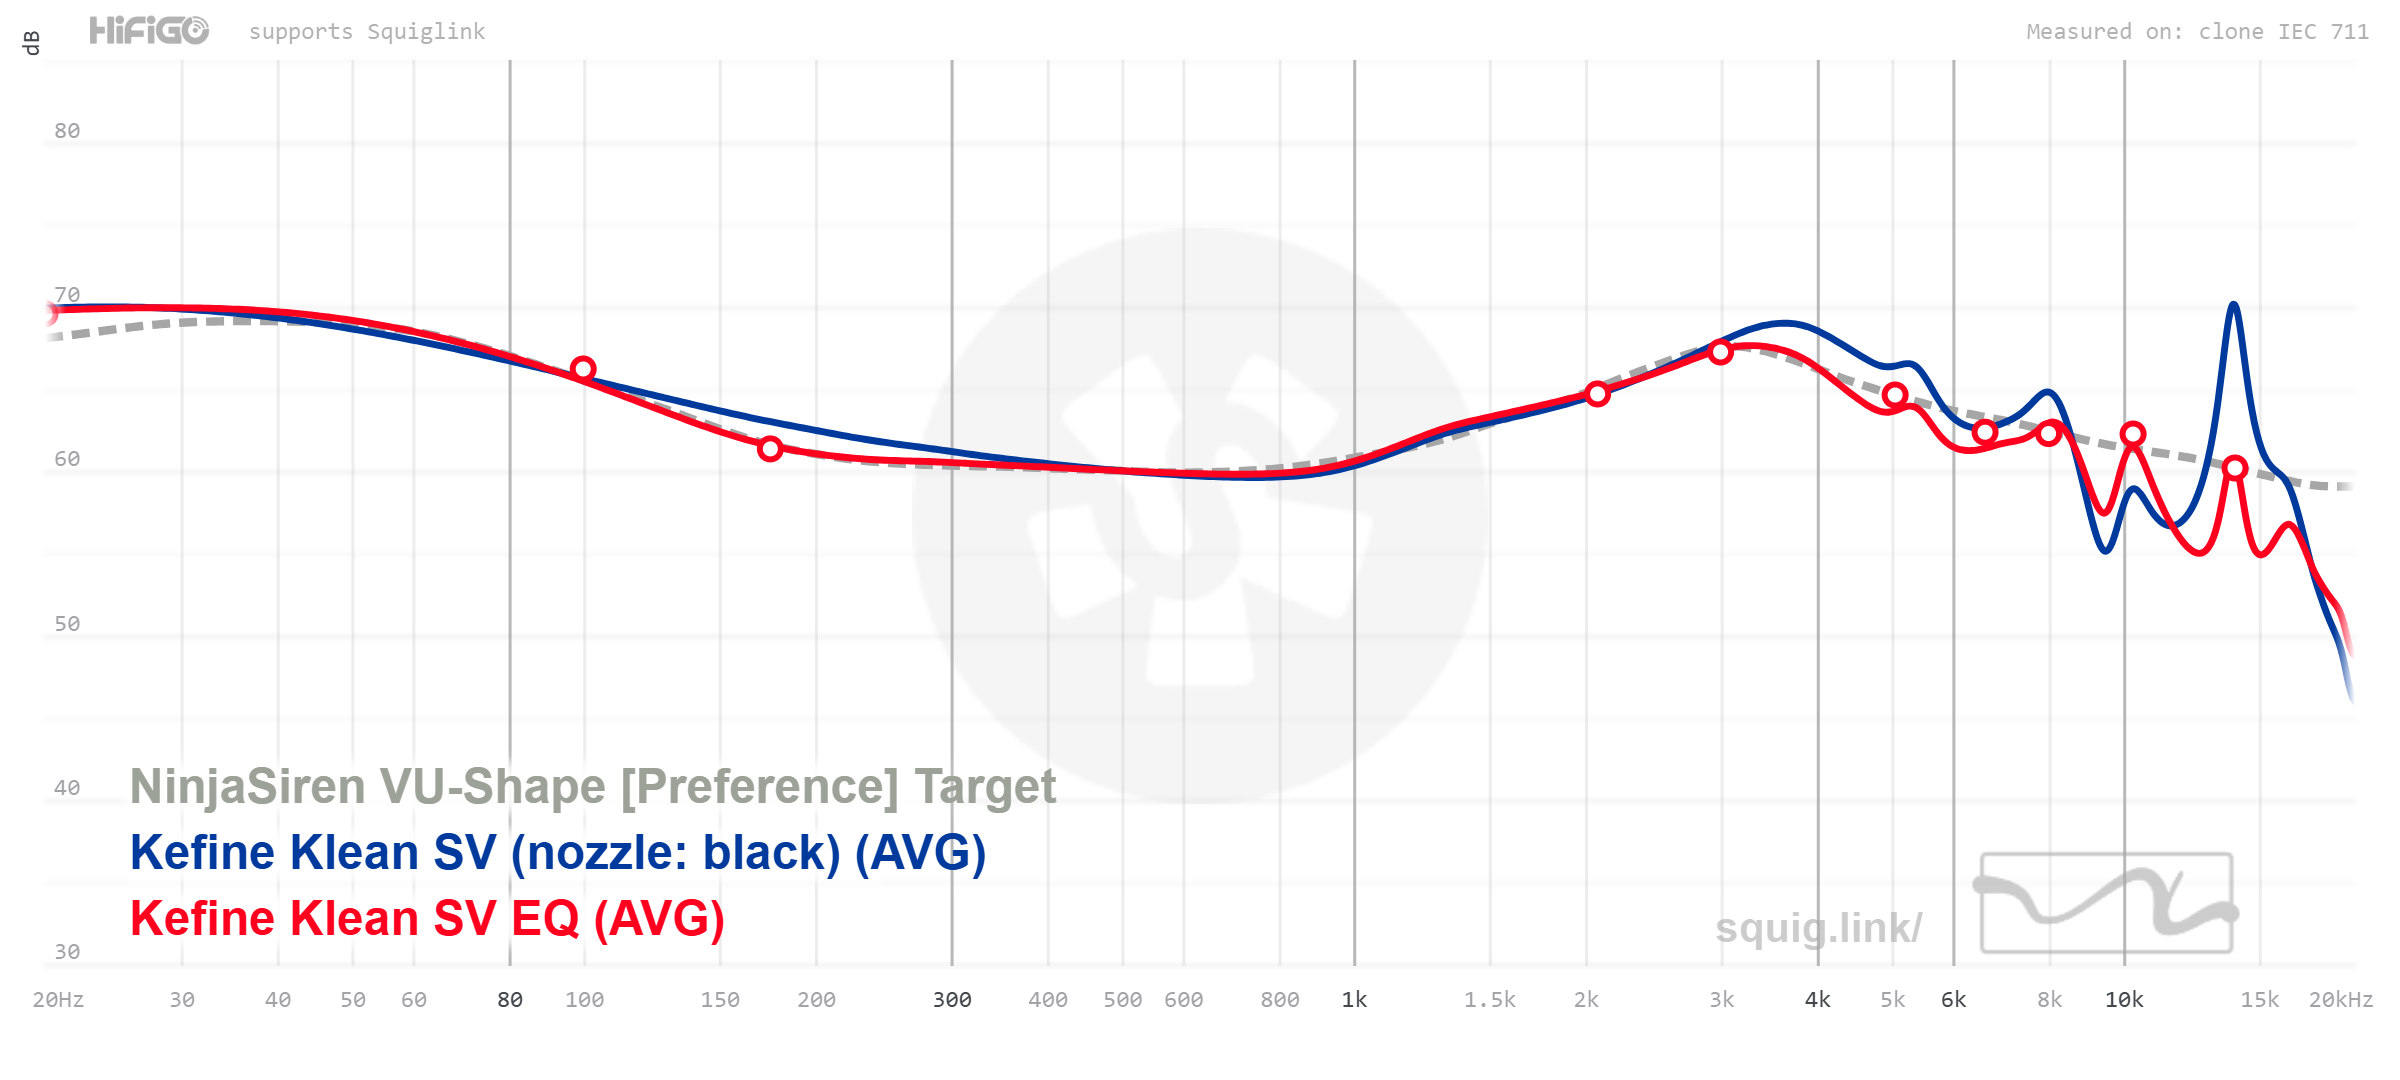 HiFiGO supports Squiglink
Measured on: clone IEC 711
dB
80
70
60
50
40
30
NinjaSiren VU-Shape [Preference] Target
Kefine Klean SV (nozzle: black) (AVG)
Kefine Klean SV EQ (AVG)
squig.link/
20Hz 30 40 50 60 80 100 150 200 300 400 500 600 800 1k 1.5k 2k 3k 4k 5k 6k 8k 10k 15k 20kHz